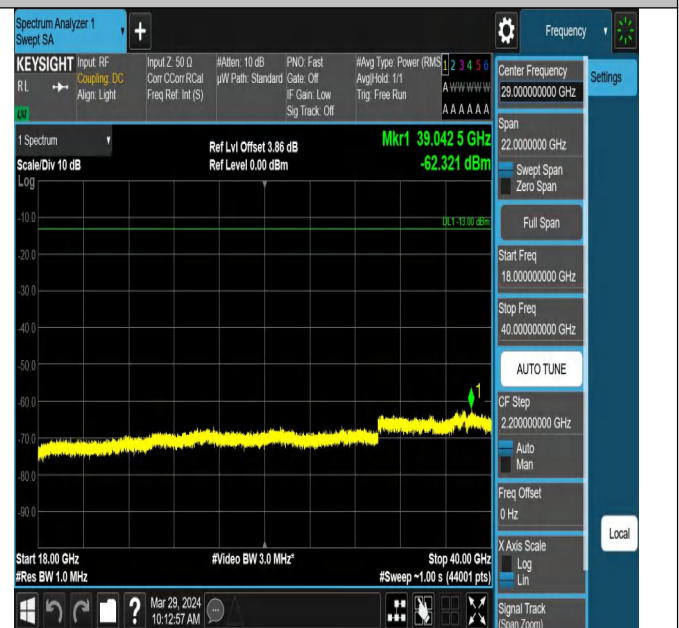 Spectrum Analyzer 1
Swept SA
+
Frequency
KEYSIGHT
RL
Input: RF
Coupling: DC
Align: Light
Input Z: 50 Ω
Corr CCorr RCal
Freq Ref: Int (S)
#Atten: 10 dB
µW Path: Standard
PNO: Fast
Gate: Off
IF Gain: Low
Sig Track: Off
#Avg Type: Power (RMS
Avg|Hold: 1/1
Trig: Free Run
1 2 3 4 5 6
A W W W W W
A A A A A A
LXI
1 Spectrum
Scale/Div 10 dB
Log
Ref Lvl Offset 3.86 dB
Ref Level 0.00 dBm
Mkr1 39.042 5 GHz
-62.321 dBm
DL1 -13.00 dBm
-10.0
-20.0
-30.0
-40.0
-50.0
-60.0
-70.0
-80.0
-90.0
1
Start 18.00 GHz
#Res BW 1.0 MHz
#Video BW 3.0 MHz*
Stop 40.00 GHz
#Sweep ~1.00 s (44001 pts)
Center Frequency
29.000000000 GHz
Settings
Span
22.0000000 GHz
Swept Span
Zero Span
Full Span
Start Freq
18.000000000 GHz
Stop Freq
40.000000000 GHz
AUTO TUNE
CF Step
2.200000000 GHz
Auto
Man
Freq Offset
0 Hz
X Axis Scale
Log
Lin
Local
Signal Track
(Span Zoom)
?
Mar 29, 2024
10:12:57 AM